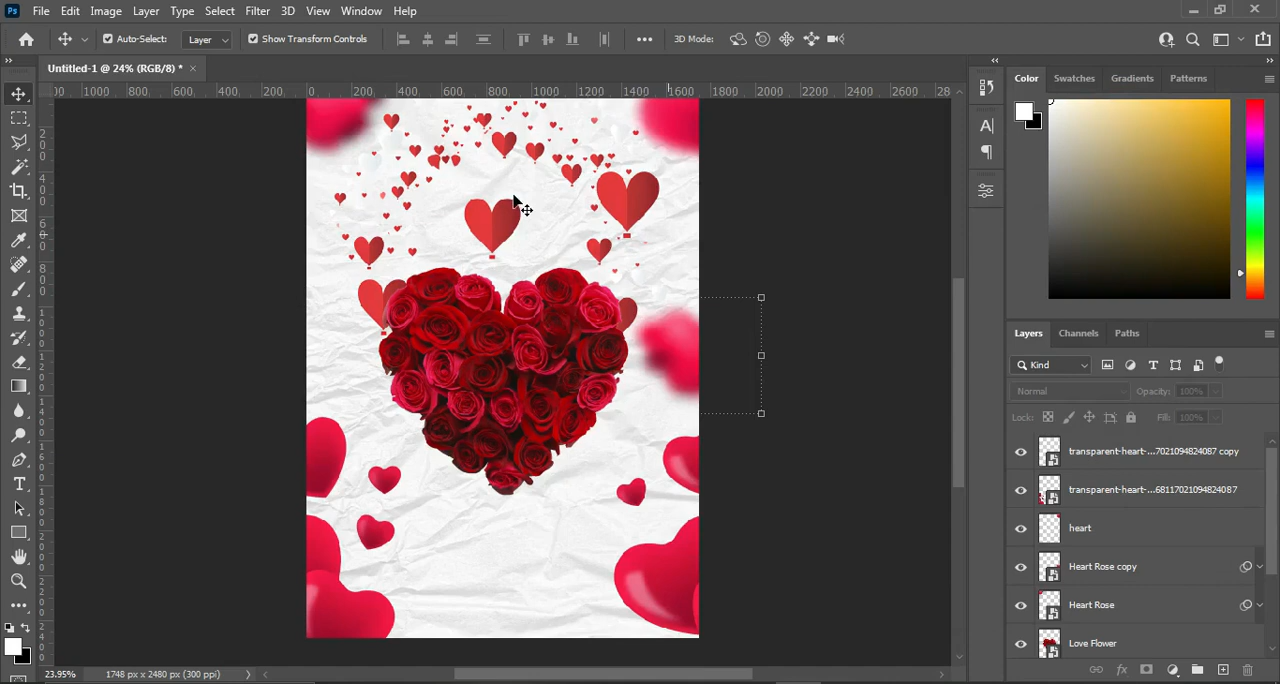 Ps File Edit Image Layer Type Select Filter 3D View Window Help
Auto-Select: Layer Show Transform Controls 3D Mode:
Untitled-1 @ 24% (RGB/8) * ×
1000 800 600 400 200 0 200 400 600 800 1000 1200 1400 1600 2000 2200 2400 2600 28
Color Swatches Gradients Patterns
Layers Channels Paths
Kind
Normal Opacity: 100%
Lock: Fill: 100%
transparent-heart-...7021094824087 copy
transparent-heart-...68117021094824087
heart
Heart Rose copy
Heart Rose
Love Flower
23.95% 1748 px x 2480 px (300 ppi)